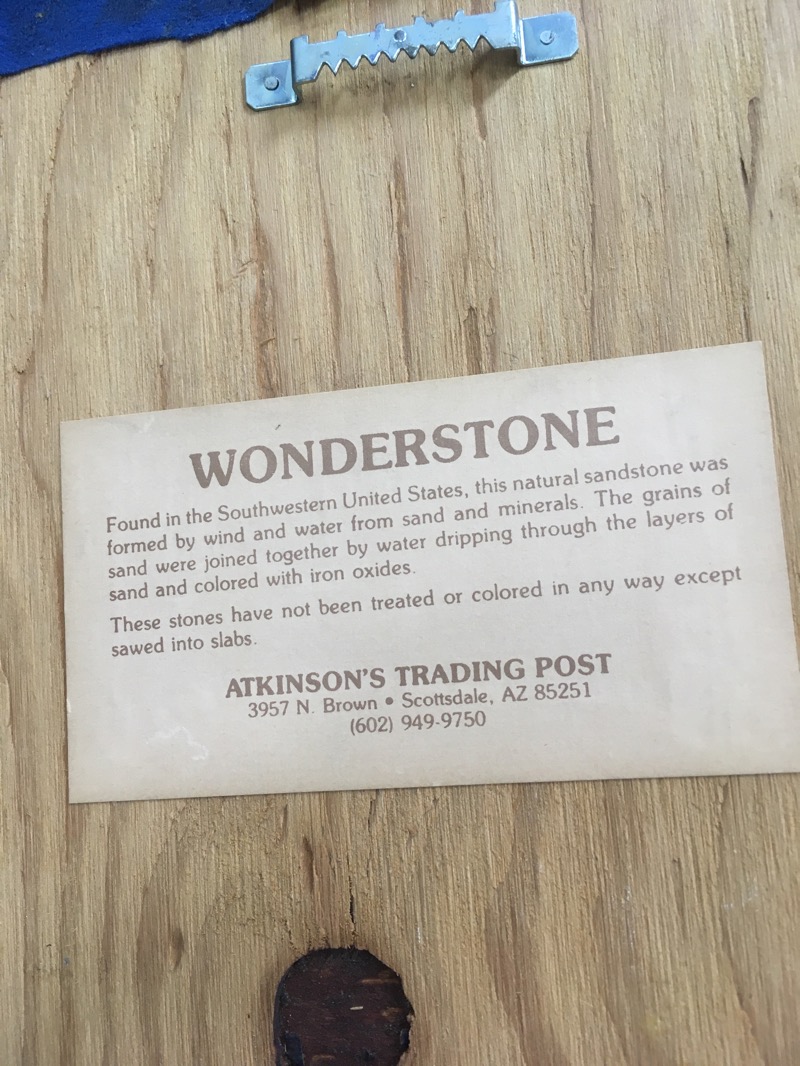 WONDERSTONE
Found in the Southwestern United States, this natural sandstone was
formed by wind and water from sand and minerals. The grains of
sand were joined together by water dripping through the layers of
sand and colored with iron oxides.
These stones have not been treated or colored in any way except
sawed into slabs.
ATKINSON'S TRADING POST
3957 N. Brown • Scottsdale, AZ 85251
(602) 949-9750